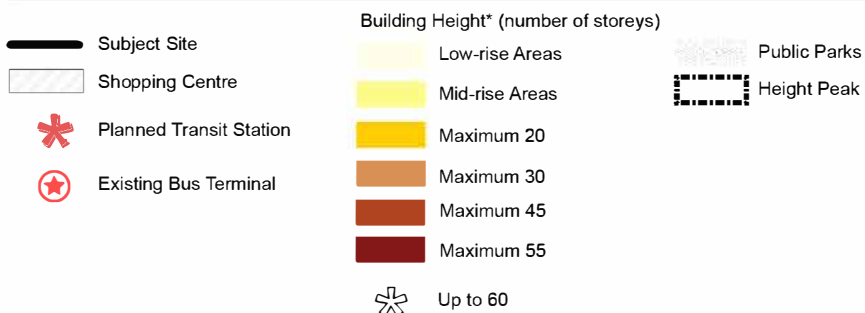 Subject Site
Shopping Centre
Planned Transit Station
Existing Bus Terminal
Building Height* (number of storeys)
Low-rise Areas
Mid-rise Areas
Maximum 20
Maximum 30
Maximum 45
Maximum 55
Up to 60
Public Parks
Height Peak